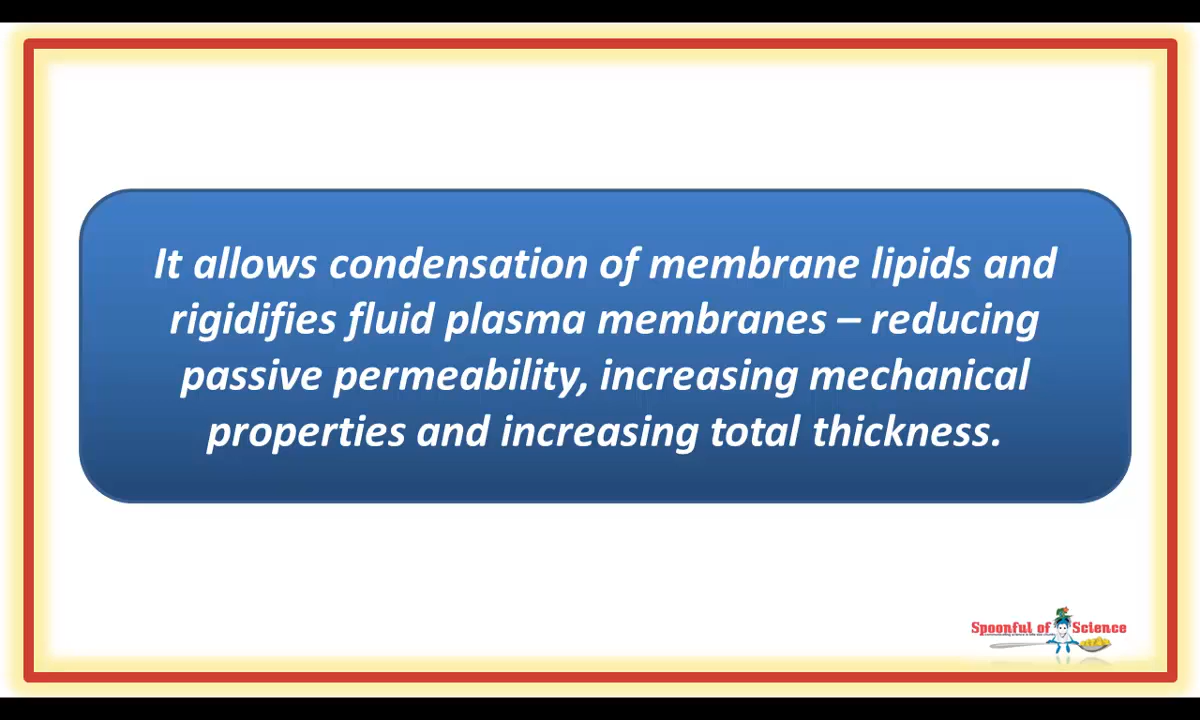 It allows condensation of membrane lipids and
rigidifies fluid plasma membranes – reducing
passive permeability, increasing mechanical
properties and increasing total thickness.
Spoonful of Science